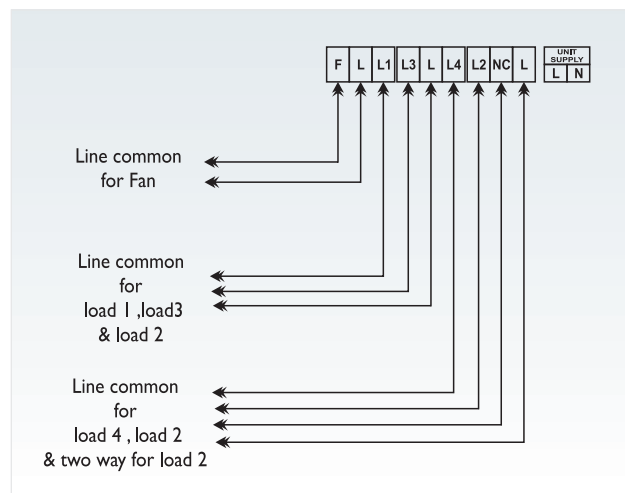 F L L1 L3 L L4 L2 NC L
UNIT
SUPPLY
L N
Line common
for Fan
Line common
for
load 1 ,load3
& load 2
Line common
for
load 4 , load 2
& two way for load 2